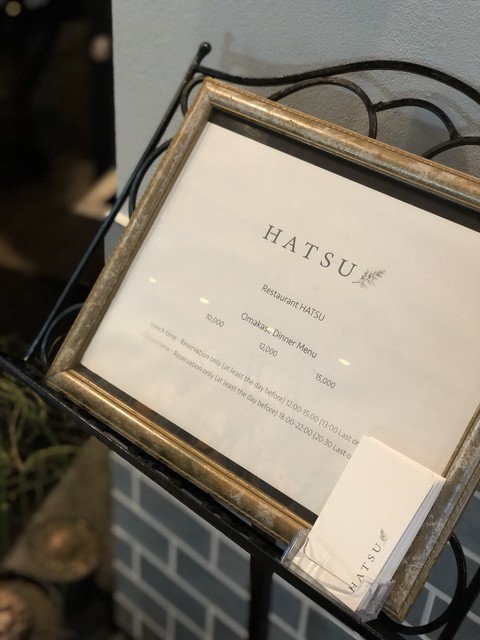 HATSU
Restaurant HATSU
Omakase Dinner Menu
10,000 12,000 15,000
Lunch time - Reservation only (at least the day before) 12:00-15:00 (13:00 Last
- Reservation only (at least the day before) 18:00-22:00 (20:30 Last
HATSU